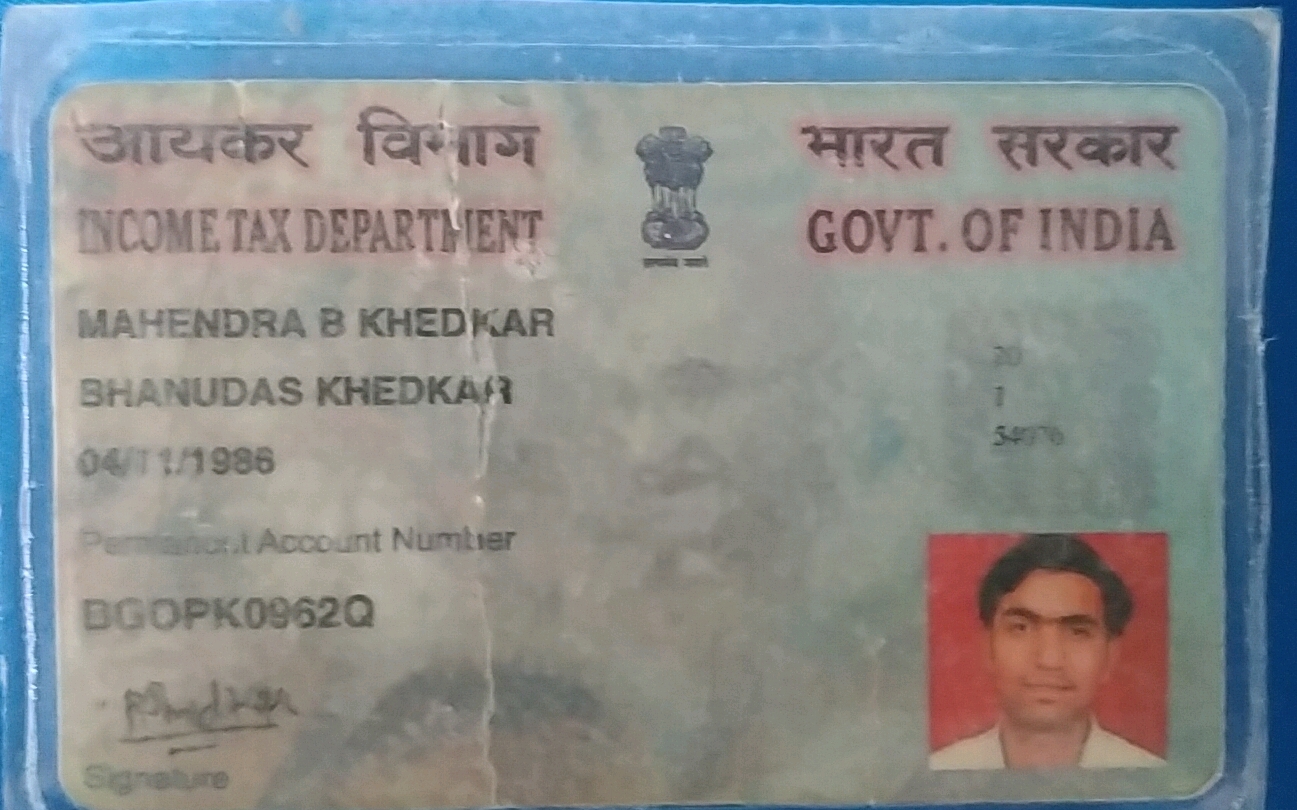 आयकर विभाग भारत सरकार
INCOME TAX DEPARTMENT GOVT. OF INDIA
MAHENDRA B KHEDKAR
BHANUDAS KHEDKAR
04/11/1986
Permanent Account Number
BGOPK0962Q
Signature